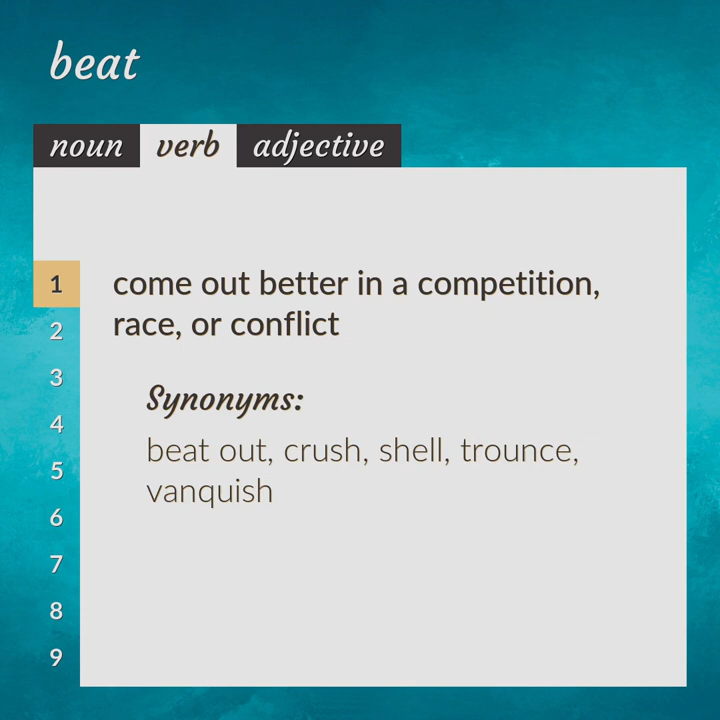 beat
noun verb adjective
1 come out better in a competition,
race, or conflict
2
3
Synonyms:
4
beat out, crush, shell, trounce,
5
vanquish
6
7
8
9